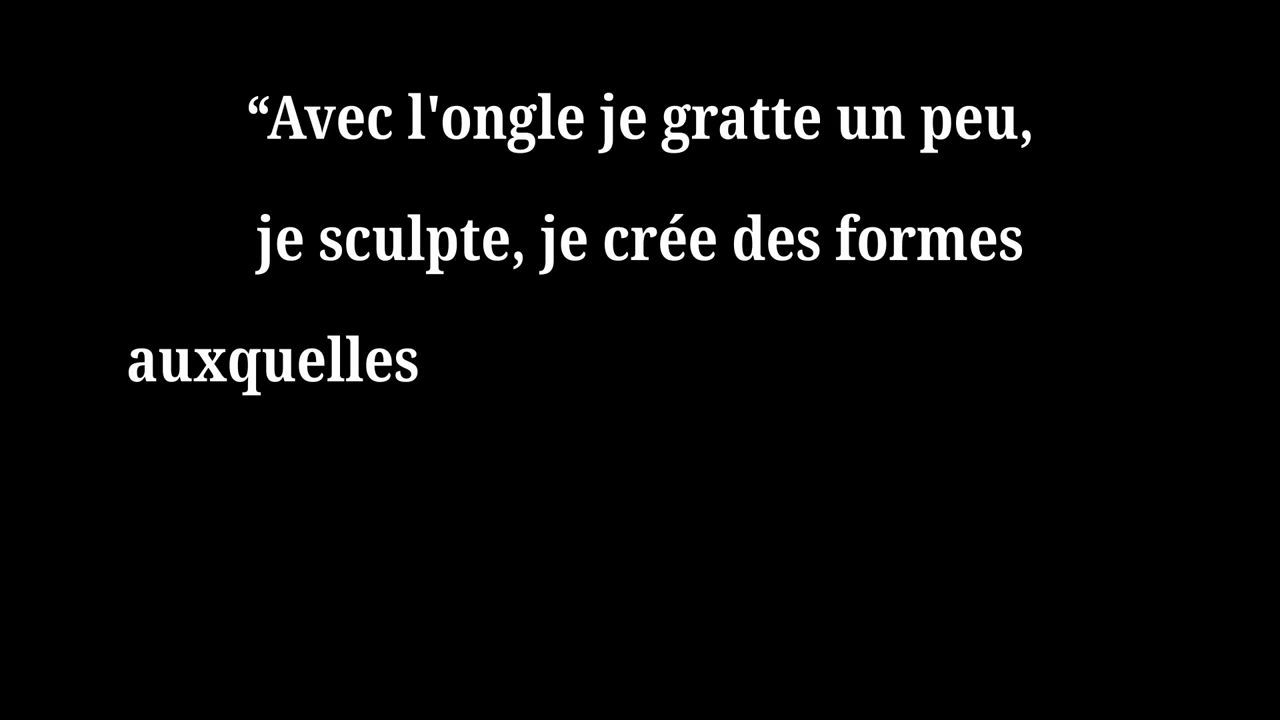 “Avec l'ongle je gratte un peu,
je sculpte, je crée des formes
auxquelles